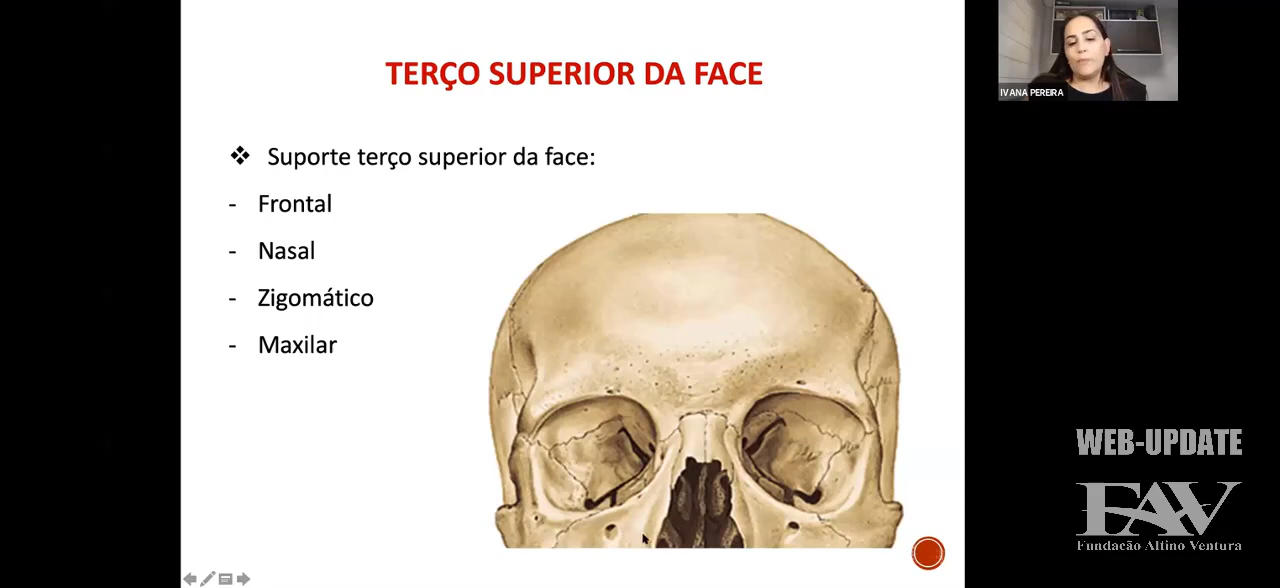 TERÇO SUPERIOR DA FACE
IVANA PEREIRA
❖ Suporte terço superior da face:
- Frontal
- Nasal
- Zigomático
- Maxilar
WEB-UPDATE
FAV
Fundação Altino Ventura